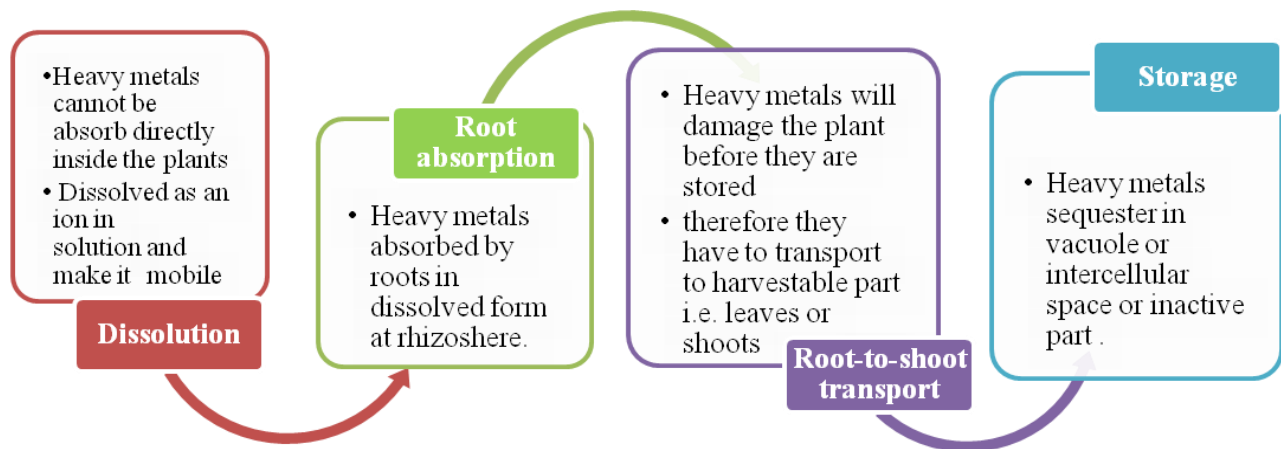 •Heavy metals
cannot be
absorb directly
inside the plants
• Dissolved as an
ion in
solution and
make it mobile
Dissolution
Root
absorption
• Heavy metals
absorbed by
roots in
dissolved form
at rhizoshere.
• Heavy metals will
damage the plant
before they are
stored
• therefore they
have to transport
to harvestable part
i.e. leaves or
shoots
Root-to-shoot
transport
Storage
• Heavy metals
sequester in
vacuole or
intercellular
space or inactive
part .